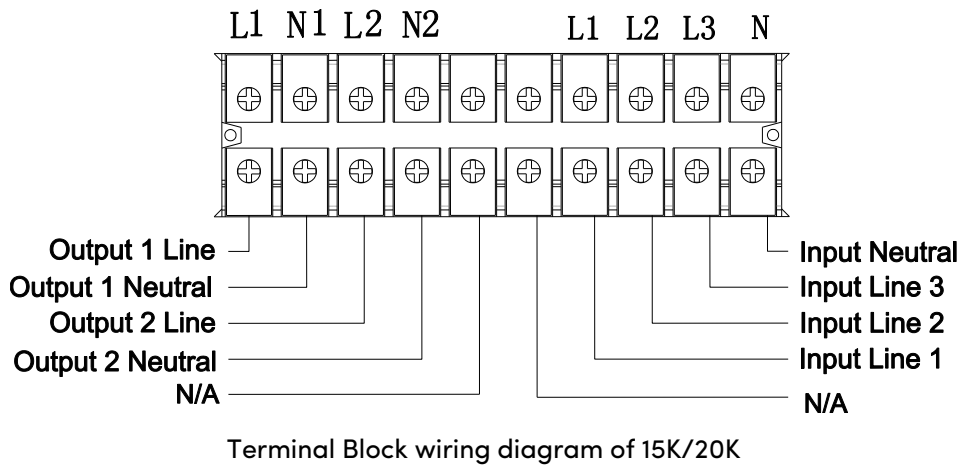 L1 N1 L2 N2 L1 L2 L3 N
Output 1 Line
Output 1 Neutral
Output 2 Line
Output 2 Neutral
N/A
Input Neutral
Input Line 3
Input Line 2
Input Line 1
N/A
Terminal Block wiring diagram of 15K/20K